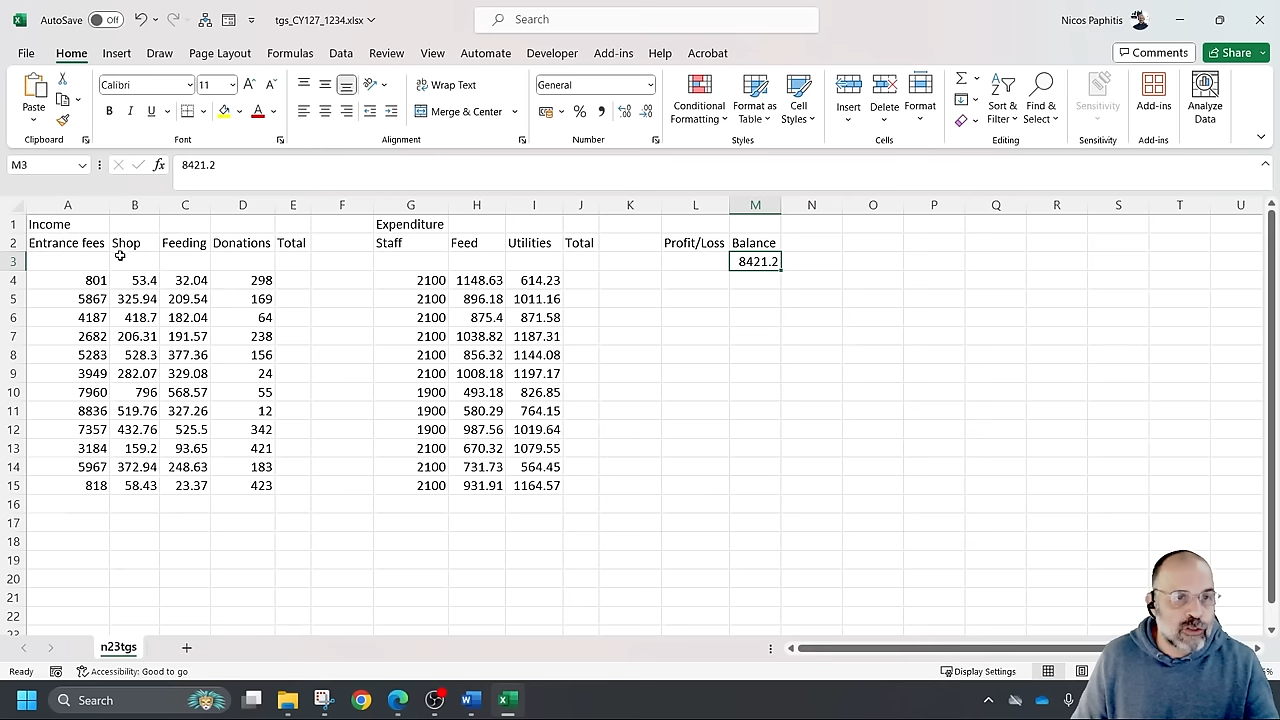 AutoSave Off tgs_CY127_1234.xlsx Search Nicos Paphitis
File Home Insert Draw Page Layout Formulas Data Review View Automate Developer Add-ins Help Acrobat Comments Share
Paste Calibri 11 Wrap Text General Conditional Formatting Format as Table Cell Styles Insert Delete Format Sort & Filter Find & Select Sensitivity Add-ins Analyze Data
B I U Merge & Center
Clipboard Font Alignment Number Styles Cells Editing Sensitivity Add-ins
M3 fx 8421.2
A B C D E F G H I J K L M N O P Q R S T U
1 Income Expenditure
2 Entrance fees Shop Feeding Donations Total Staff Feed Utilities Total Profit/Loss Balance
3 8421.2
4 801 53.4 32.04 298 2100 1148.63 614.23
5 5867 325.94 209.54 169 2100 896.18 1011.16
6 4187 418.7 182.04 64 2100 875.4 871.58
7 2682 206.31 191.57 238 2100 1038.82 1187.31
8 5283 528.3 377.36 156 2100 856.32 1144.08
9 3949 282.07 329.08 24 2100 1008.18 1197.17
10 7960 796 568.57 55 1900 493.18 826.85
11 8836 519.76 327.26 12 1900 580.29 764.15
12 7357 432.76 525.5 342 1900 987.56 1019.64
13 3184 159.2 93.65 421 2100 670.32 1079.55
14 5967 372.94 248.63 183 2100 731.73 564.45
15 818 58.43 23.37 423 2100 931.91 1164.57
16
17
18
19
20
21
22
n23tgs
Ready Accessibility: Good to go Display Settings
Search